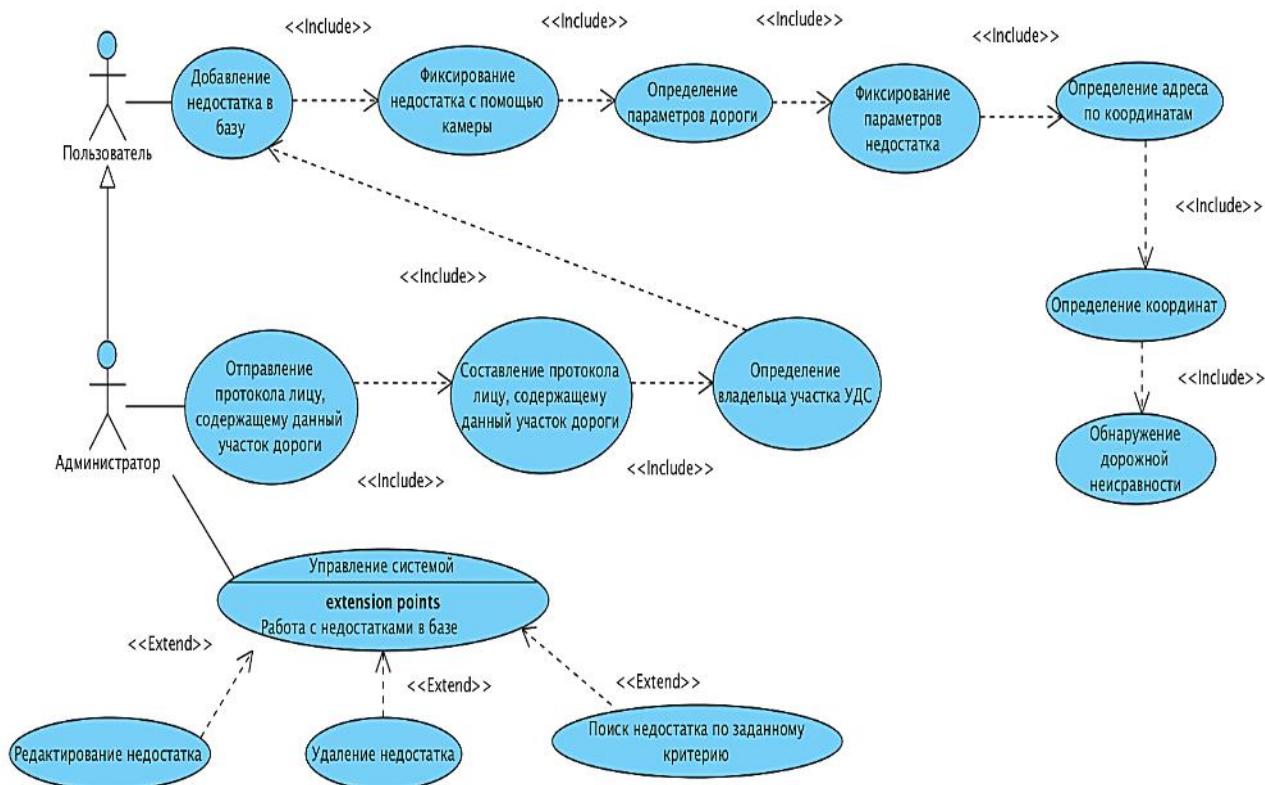 <<Include>>
<<Include>>
<<Include>>
<<Include>>
Добавление
недостатка в
базу
Фиксирование
недостатка с помощью
камеры
Определение
параметров дороги
Фиксирование
параметров
недостатка
Определение адреса
по координатам
Пользователь
<<Include>>
<<Include>>
Определение координат
Отправление
протокола лицу,
содержащему данный
участок дороги
Составление протокола
лицу, содержащему
данный участок дороги
Определение
владельца участка УДС
<<Include>>
Обнаружение
дорожной
неисравности
Администратор
<<Include>>
<<Include>>
Управление системой
extension points
Работа с недостатками в базе
<<Extend>>
<<Extend>>
<<Extend>>
Редактирование недостатка
Удаление недостатка
Поиск недостатка по заданному
критерию